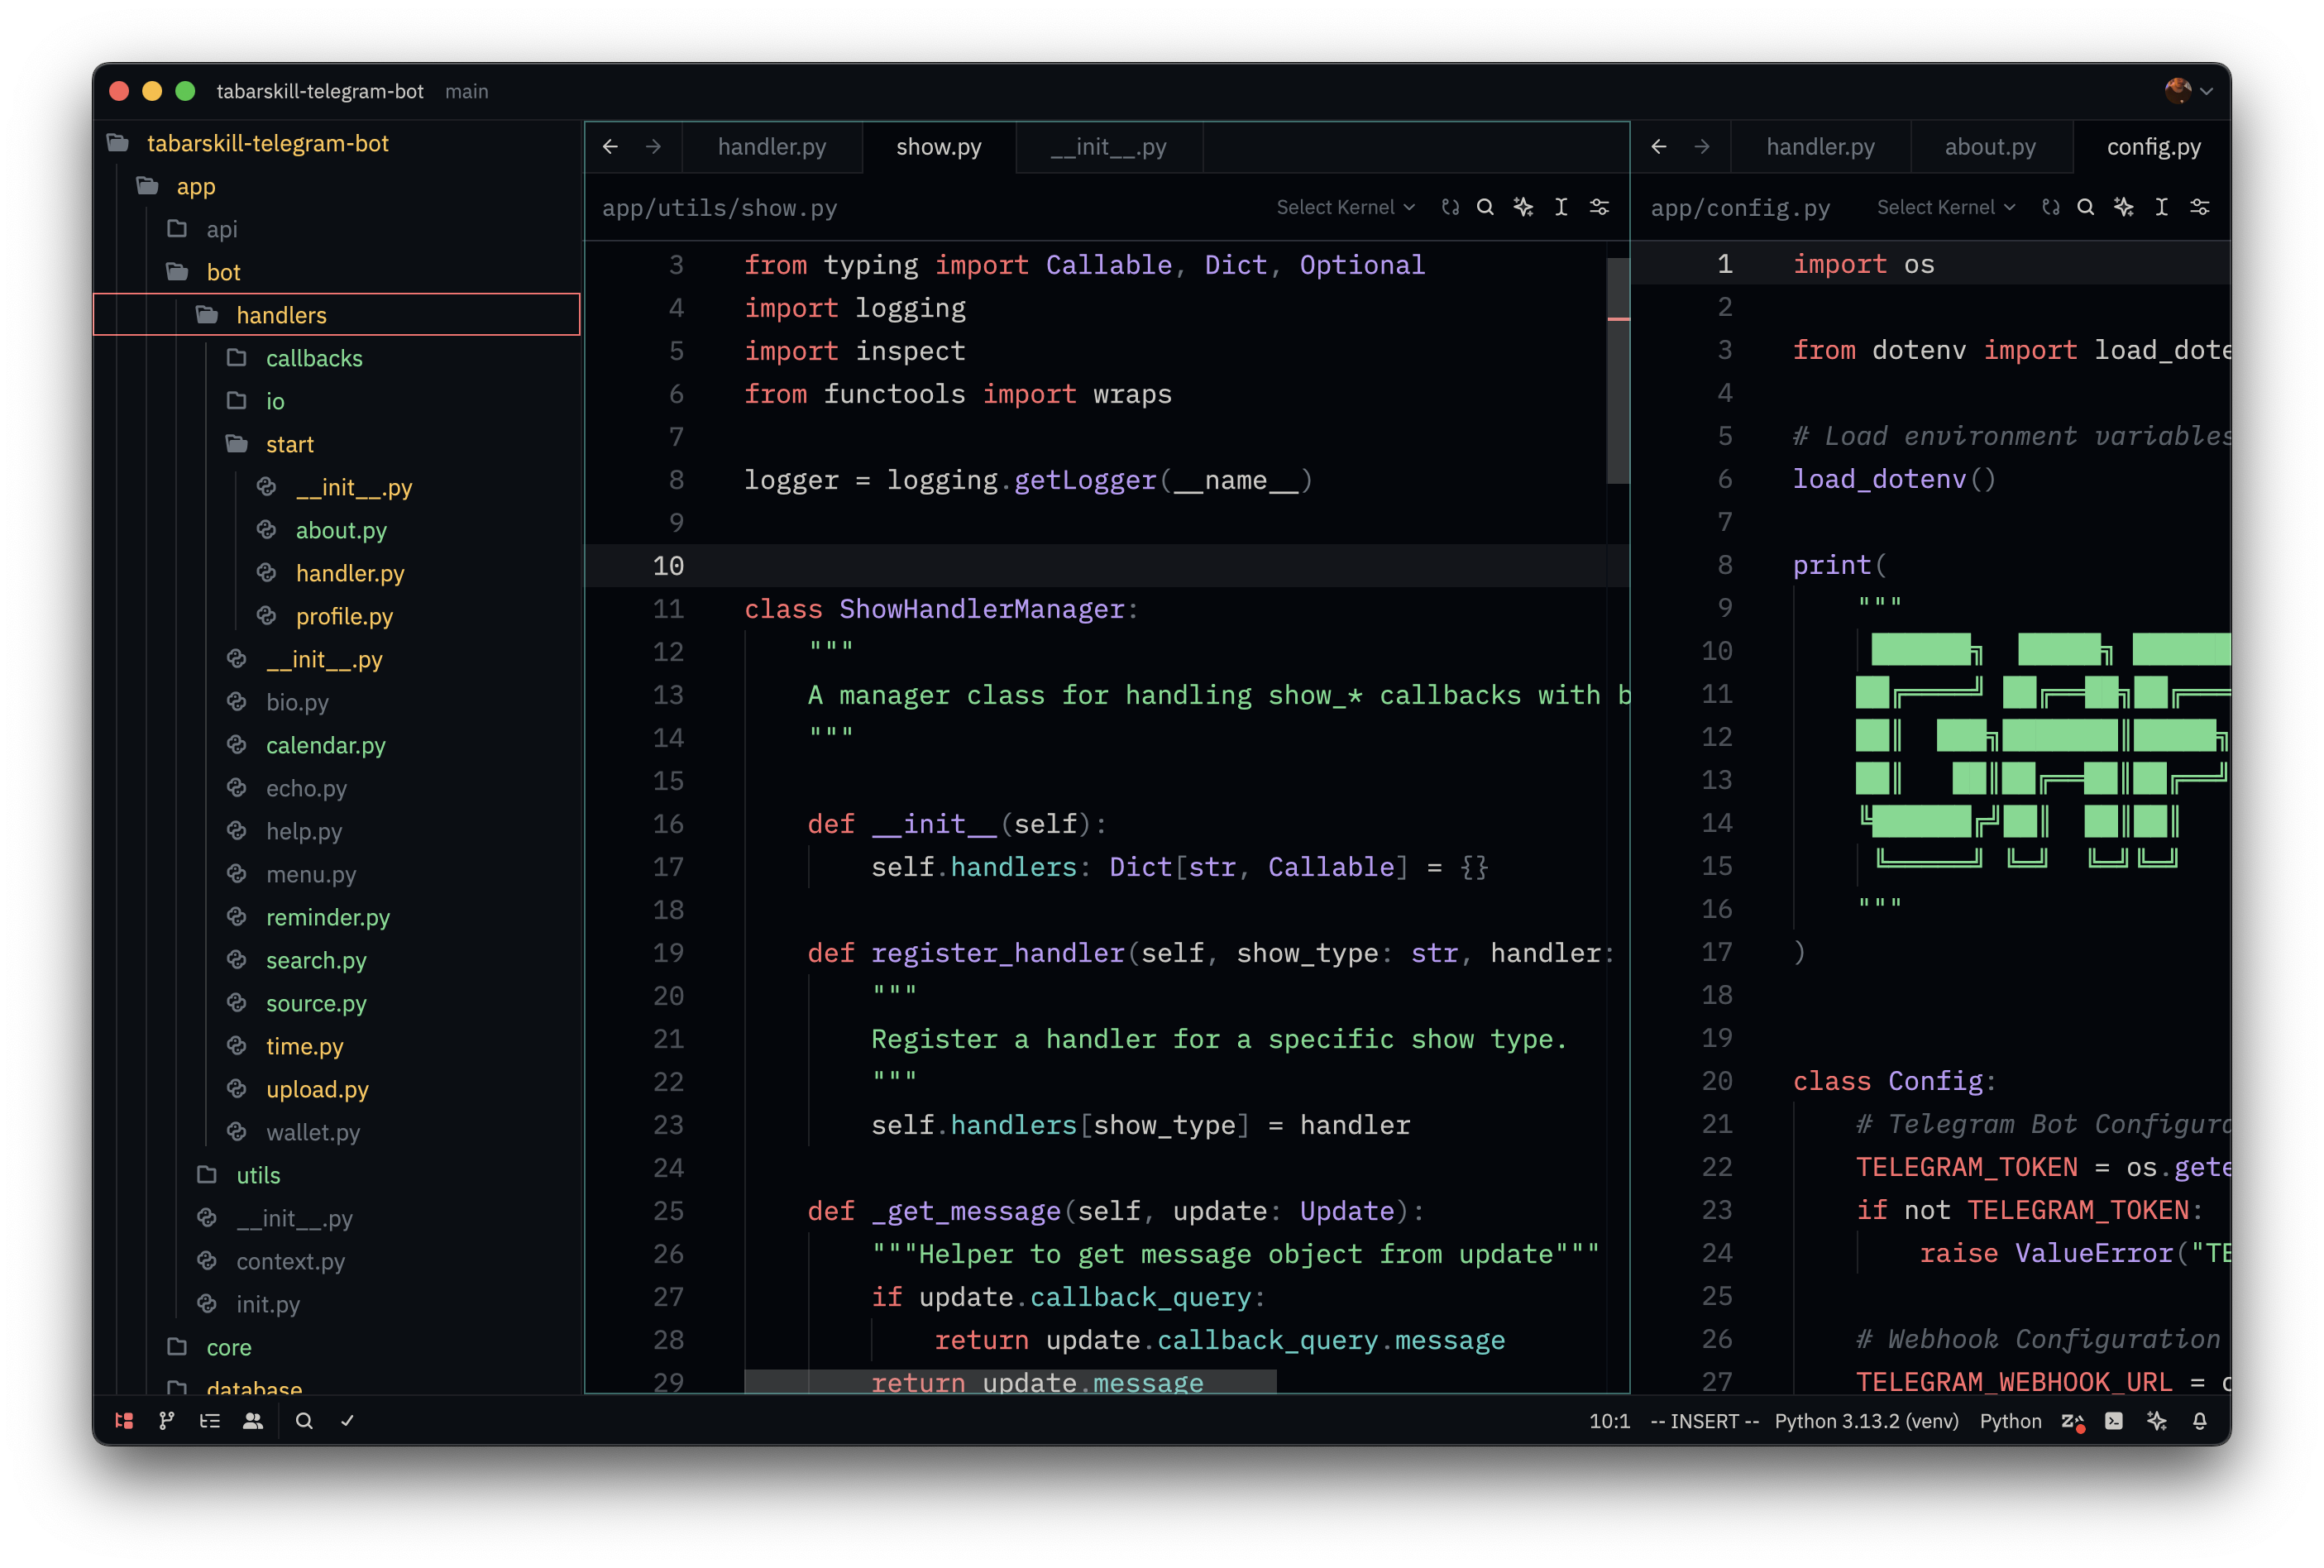 tabarskill-telegram-bot main
tabarskill-telegram-bot
app
api
bot
handlers
callbacks
io
start
__init__.py
about.py
handler.py
profile.py
__init__.py
bio.py
calendar.py
echo.py
help.py
menu.py
reminder.py
search.py
source.py
time.py
upload.py
wallet.py
utils
__init__.py
context.py
init.py
core
database
handler.py show.py __init__.py
app/utils/show.py Select Kernel
3 from typing import Callable, Dict, Optional
4 import logging
5 import inspect
6 from functools import wraps
7
8 logger = logging.getLogger(__name__)
9
10
11 class ShowHandlerManager:
12 """
13 A manager class for handling show_* callbacks with b
14 """
15
16 def __init__(self):
17 self.handlers: Dict[str, Callable] = {}
18
19 def register_handler(self, show_type: str, handler:
20 """
21 Register a handler for a specific show type.
22 """
23 self.handlers[show_type] = handler
24
25 def _get_message(self, update: Update):
26 """Helper to get message object from update"""
27 if update.callback_query:
28 return update.callback_query.message
29 return update.message
handler.py about.py config.py
app/config.py Select Kernel
1 import os
2
3 from dotenv import load_dote
4
5 # Load environment variables
6 load_dotenv()
7
8 print(
9 """
10
11
12
13
14
15
16 """
17 )
18
19
20 class Config:
21 # Telegram Bot Configura
22 TELEGRAM_TOKEN = os.gete
23 if not TELEGRAM_TOKEN:
24 raise ValueError("TE
25
26 # Webhook Configuration
27 TELEGRAM_WEBHOOK_URL = o
10:1 -- INSERT -- Python 3.13.2 (venv) Python